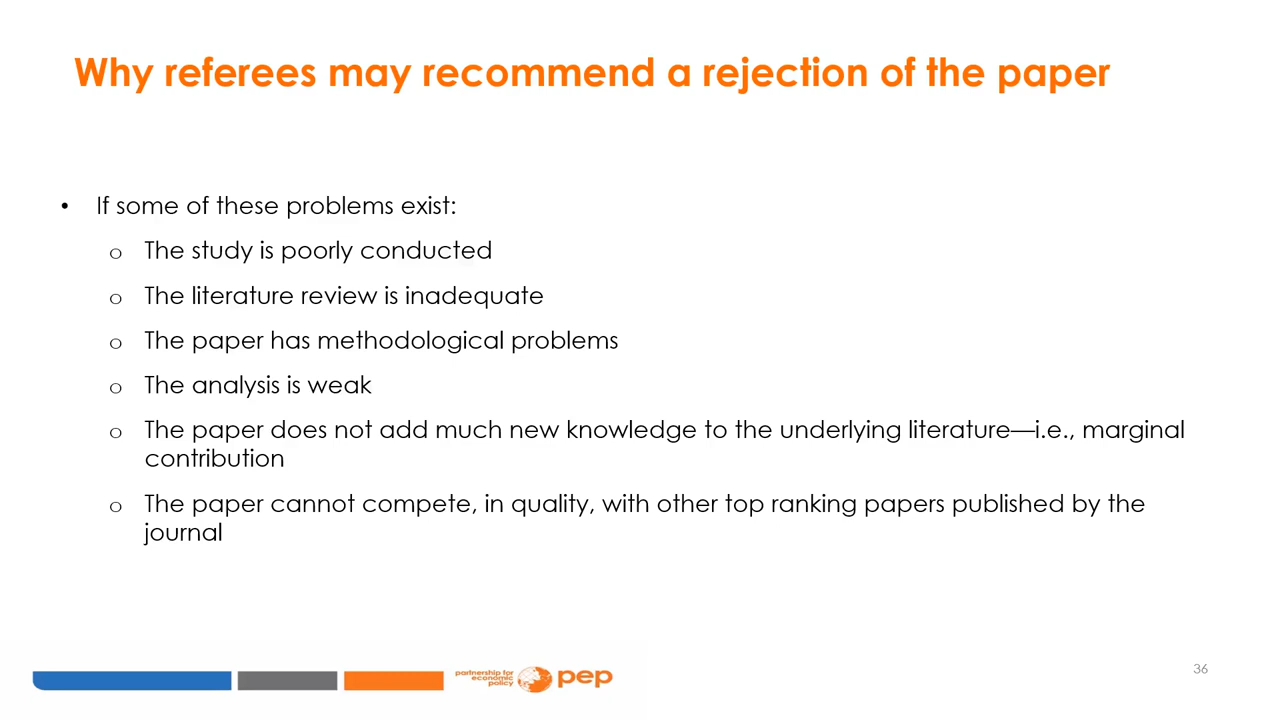 Why referees may recommend a rejection of the paper
• If some of these problems exist:
o The study is poorly conducted
o The literature review is inadequate
o The paper has methodological problems
o The analysis is weak
o The paper does not add much new knowledge to the underlying literature—i.e., marginal
contribution
o The paper cannot compete, in quality, with other top ranking papers published by the
journal
partnership for
economic
policy
pep
36